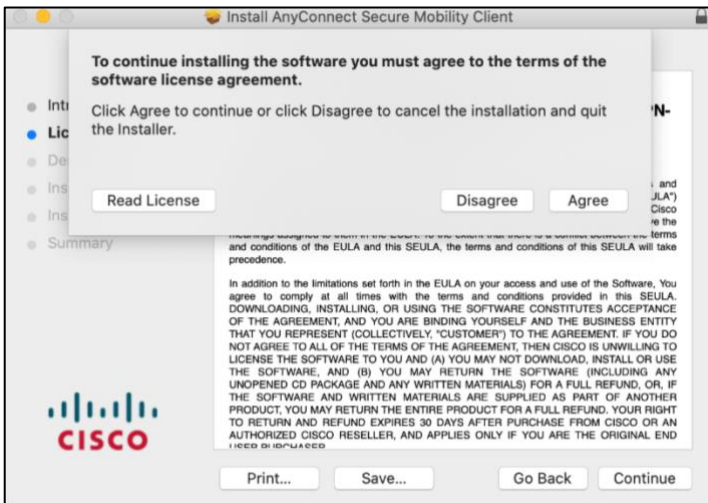 Install AnyConnect Secure Mobility Client
To continue installing the software you must agree to the terms of the
software license agreement.
Click Agree to continue or click Disagree to cancel the installation and quit
the Installer.
Read License
Disagree
Agree
Summary
and conditions of the EULA and this SEULA, the terms and conditions of this SEULA will take
precedence.
In addition to the limitations set forth in the EULA on your access and use of the Software, You
agree to comply at all times with the terms and conditions provided in this SEULA.
DOWNLOADING, INSTALLING, OR USING THE SOFTWARE CONSTITUTES ACCEPTANCE
OF THE AGREEMENT, AND YOU ARE BINDING YOURSELF AND THE BUSINESS ENTITY
THAT YOU REPRESENT (COLLECTIVELY, "CUSTOMER") TO THE AGREEMENT. IF YOU DO
NOT AGREE TO ALL OF THE TERMS OF THE AGREEMENT, THEN CISCO IS UNWILLING TO
LICENSE THE SOFTWARE TO YOU AND (A) YOU MAY NOT DOWNLOAD, INSTALL OR USE
THE SOFTWARE, AND (B) YOU MAY RETURN THE SOFTWARE (INCLUDING ANY
UNOPENED CD PACKAGE AND ANY WRITTEN MATERIALS) FOR A FULL REFUND, OR, IF
THE SOFTWARE AND WRITTEN MATERIALS ARE SUPPLIED AS PART OF ANOTHER
PRODUCT, YOU MAY RETURN THE ENTIRE PRODUCT FOR A FULL REFUND. YOUR RIGHT
TO RETURN AND REFUND EXPIRES 30 DAYS AFTER PURCHASE FROM CISCO OR AN
AUTHORIZED CISCO RESELLER, AND APPLIES ONLY IF YOU ARE THE ORIGINAL END
USER PURCHASER
CISCO
Print...
Save...
Go Back
Continue